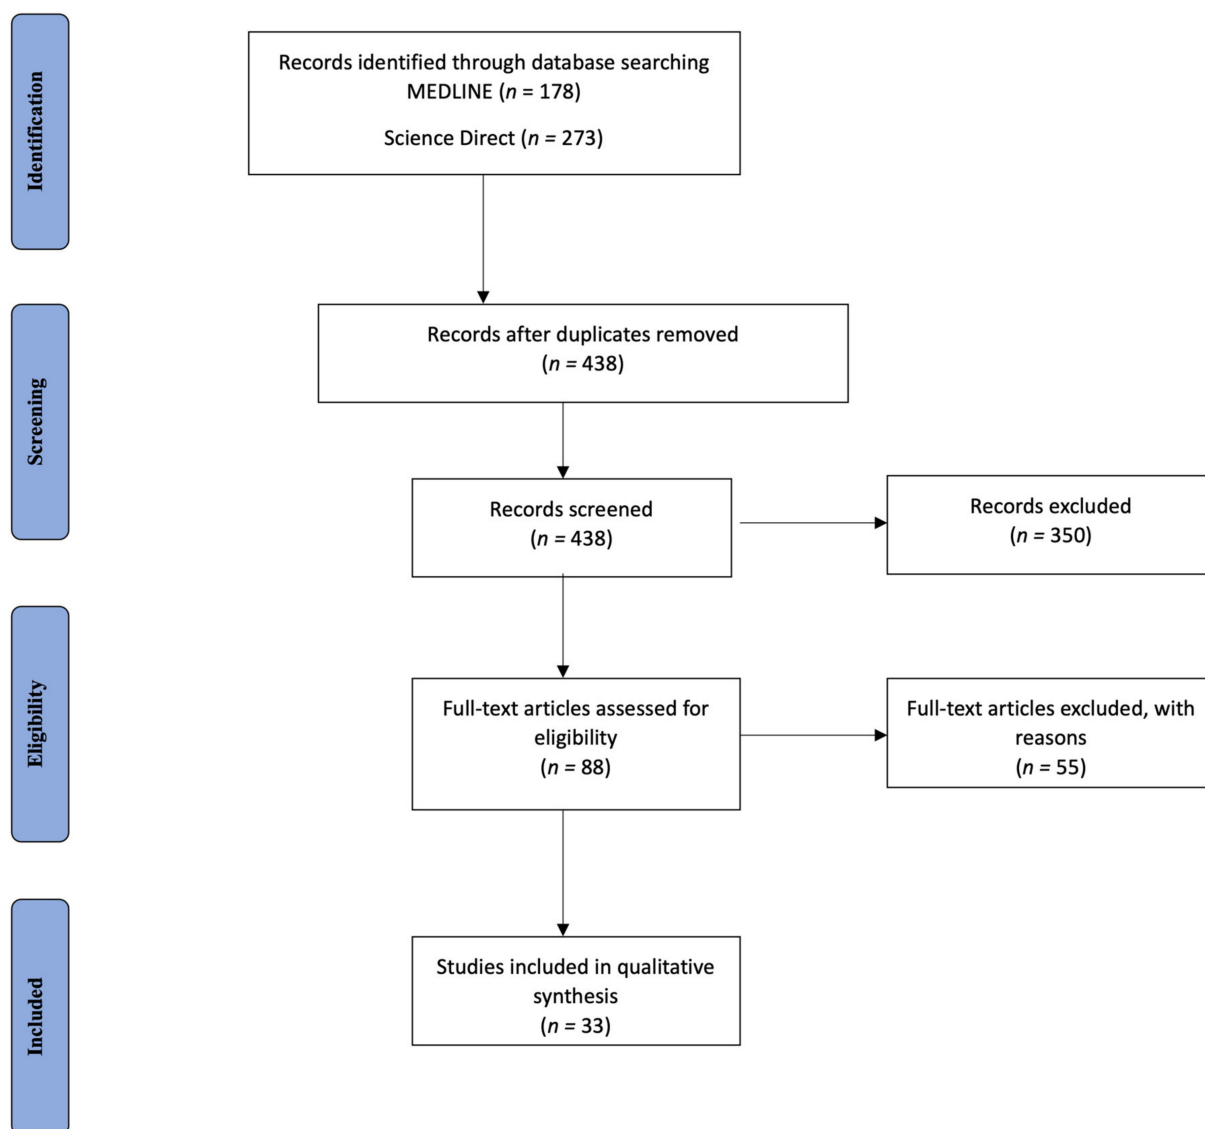 Identification
Records identified through database searching
MEDLINE (n = 178)
Science Direct (n = 273)
Screening
Records after duplicates removed
(n = 438)
Records screened
(n = 438)
Records excluded
(n = 350)
Eligibility
Full-text articles assessed for
eligibility
(n = 88)
Full-text articles excluded, with
reasons
(n = 55)
Included
Studies included in qualitative
synthesis
(n = 33)